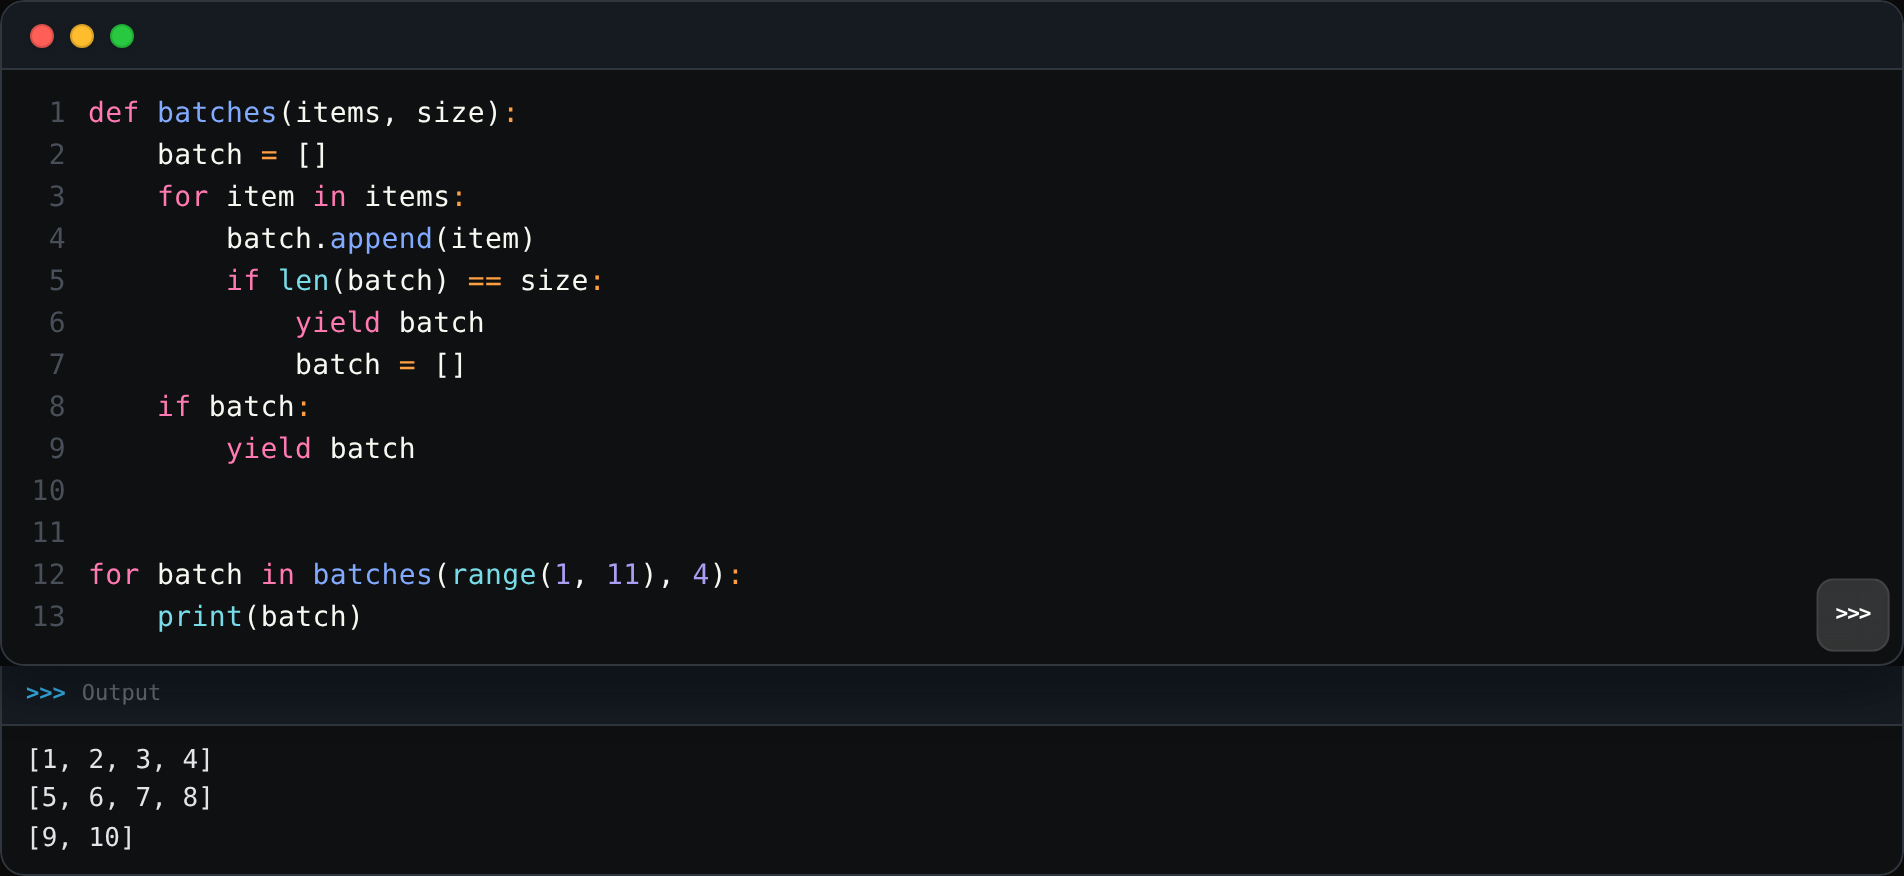 1 def batches(items, size):
2     batch = []
3     for item in items:
4         batch.append(item)
5         if len(batch) == size:
6             yield batch
7             batch = []
8     if batch:
9         yield batch
10
11
12 for batch in batches(range(1, 11), 4):
13     print(batch)
>>>
>>> Output
[1, 2, 3, 4]
[5, 6, 7, 8]
[9, 10]